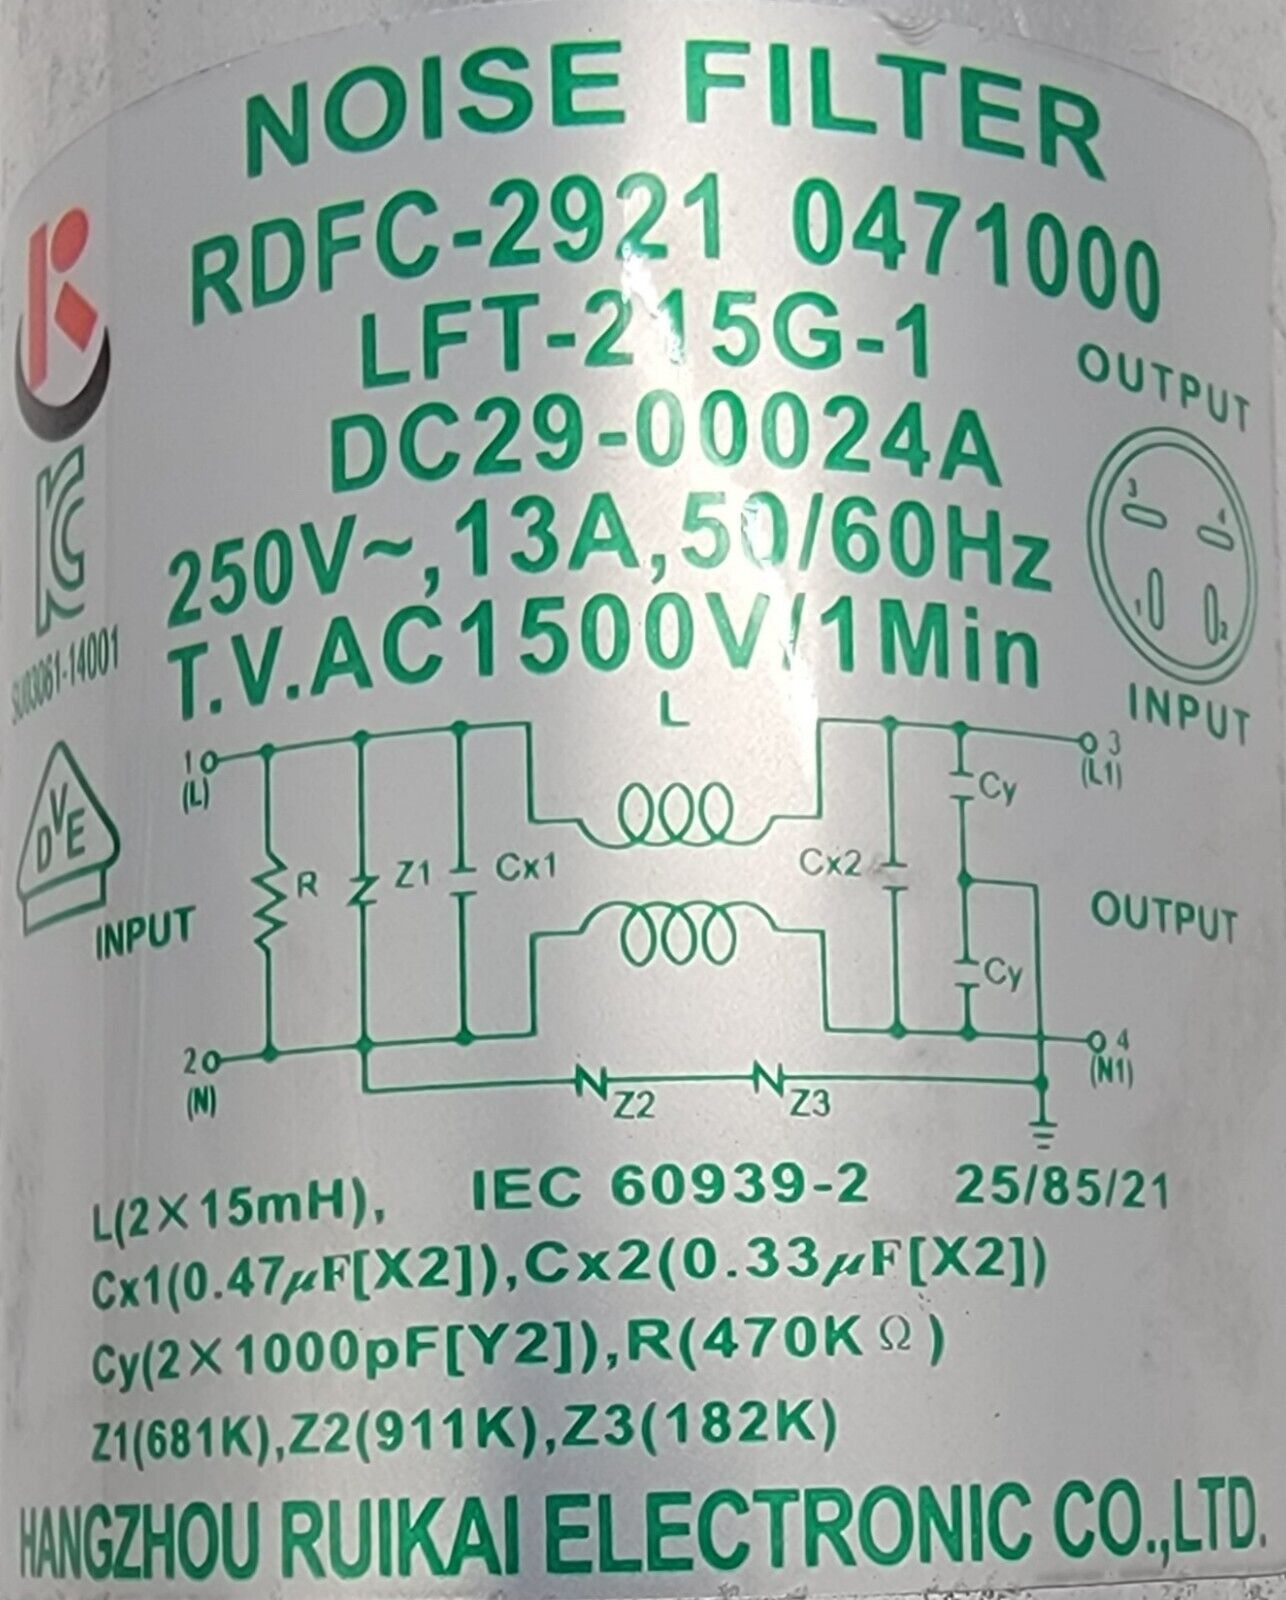 NOISE FILTER
RDFC-2921 0471000
LFT-215G-1
DC29-00024A
250V~,13A,50/60Hz
T.V.AC1500V/1Min
SU03061-14001
DVE
OUTPUT
3 4
1 2
INPUT
L
1 (L)
3 (L1)
R
Z1
Cx1
Cx2
Cy
Cy
INPUT
OUTPUT
2 (N)
4 (N1)
Z2
Z3
L(2×15mH), IEC 60939-2 25/85/21
Cx1(0.47μF[X2]),Cx2(0.33μF[X2])
Cy(2×1000pF[Y2]),R(470KΩ)
Z1(681K),Z2(911K),Z3(182K)
HANGZHOU RUIKAI ELECTRONIC CO.,LTD.